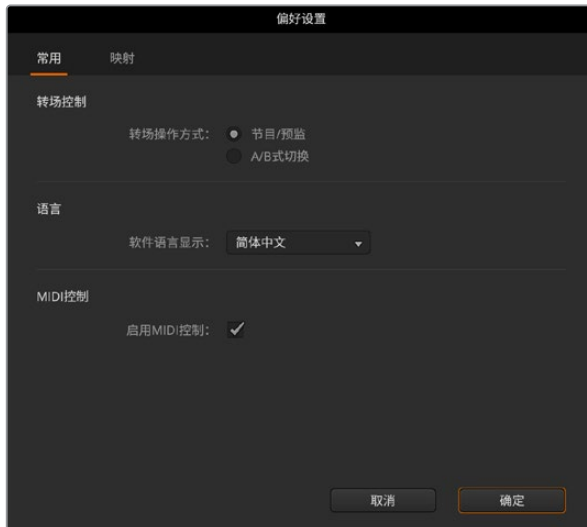 偏好设置
常用 映射
转场控制
转场操作方式： 节目/预监
A/B式切换
语言
软件语言显示： 简体中文
MIDI控制
启用MIDI控制：
取消 确定